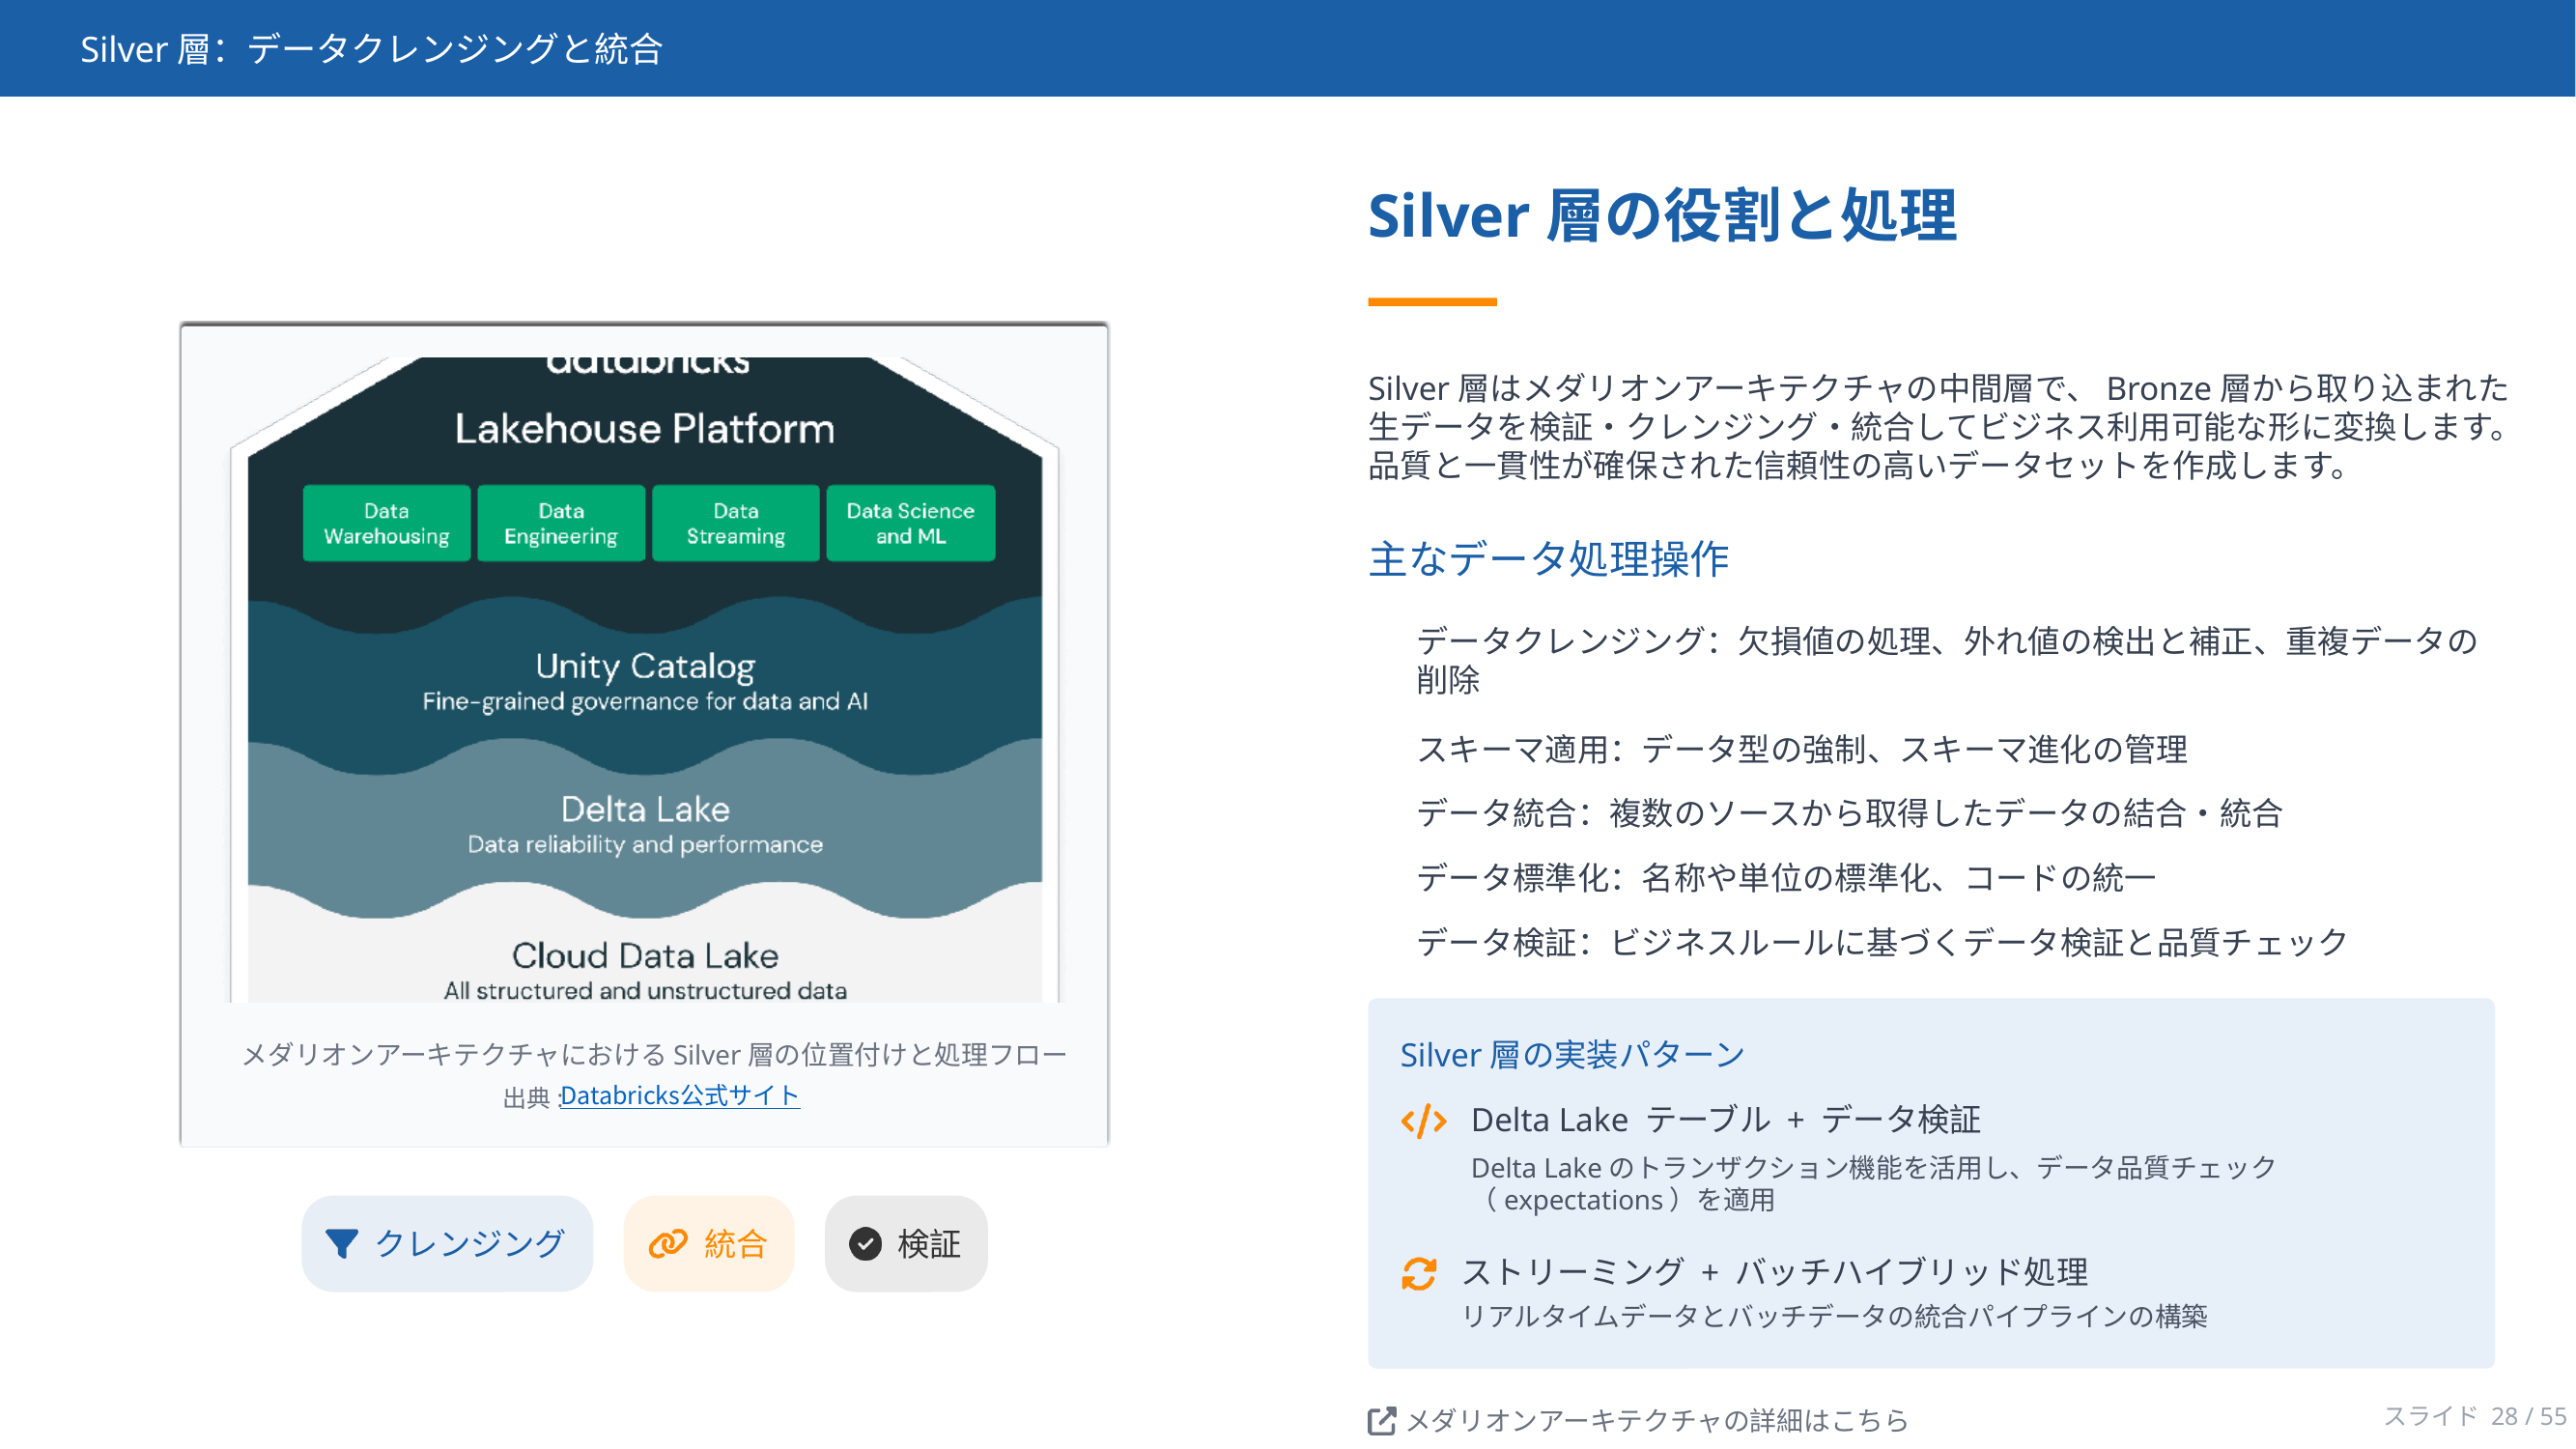 Silver 層：データクレンジングと統合
databricks
Lakehouse Platform
Data Warehousing
Data Engineering
Data Streaming
Data Science and ML
Unity Catalog
Fine-grained governance for data and AI
Delta Lake
Data reliability and performance
Cloud Data Lake
All structured and unstructured data
メダリオンアーキテクチャにおける Silver 層の位置付けと処理フロー
出典 :Databricks公式サイト
クレンジング
統合
検証
Silver 層の役割と処理
Silver 層はメダリオンアーキテクチャの中間層で、 Bronze 層から取り込まれた
生データを検証・クレンジング・統合してビジネス利用可能な形に変換します。
品質と一貫性が確保された信頼性の高いデータセットを作成します。
主なデータ処理操作
データクレンジング：欠損値の処理、外れ値の検出と補正、重複データの
削除
スキーマ適用：データ型の強制、スキーマ進化の管理
データ統合：複数のソースから取得したデータの結合・統合
データ標準化：名称や単位の標準化、コードの統一
データ検証：ビジネスルールに基づくデータ検証と品質チェック
Silver 層の実装パターン
Delta Lake テーブル + データ検証
Delta Lake のトランザクション機能を活用し、データ品質チェック
（ expectations ）を適用
ストリーミング + バッチハイブリッド処理
リアルタイムデータとバッチデータの統合パイプラインの構築
メダリオンアーキテクチャの詳細はこちら
スライド 28 / 55